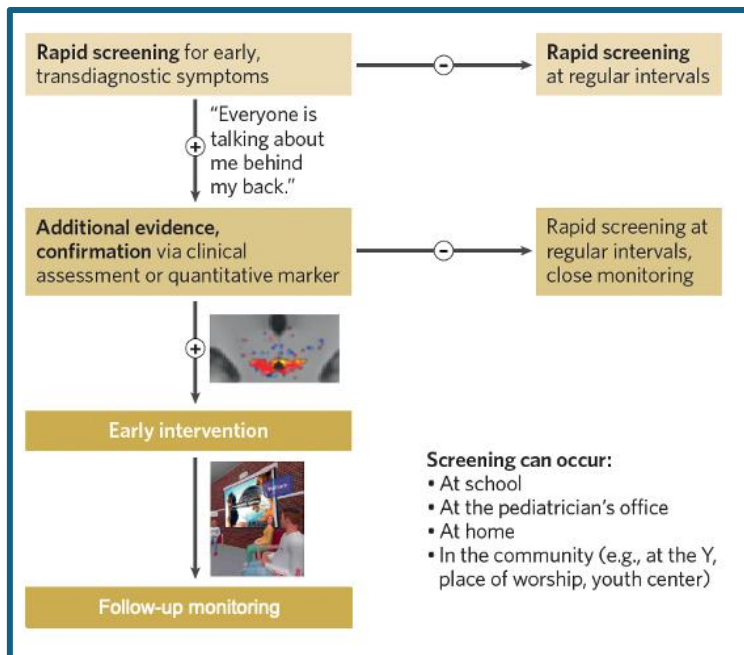 Rapid screening for early,
transdiagnostic symptoms
−
Rapid screening
at regular intervals
+
“Everyone is
talking about
me behind
my back.”
Additional evidence,
confirmation via clinical
assessment or quantitative marker
−
Rapid screening at
regular intervals,
close monitoring
+
Early intervention
Screening can occur:
• At school
• At the pediatrician’s office
• At home
• In the community (e.g., at the Y,
place of worship, youth center)
Follow-up monitoring